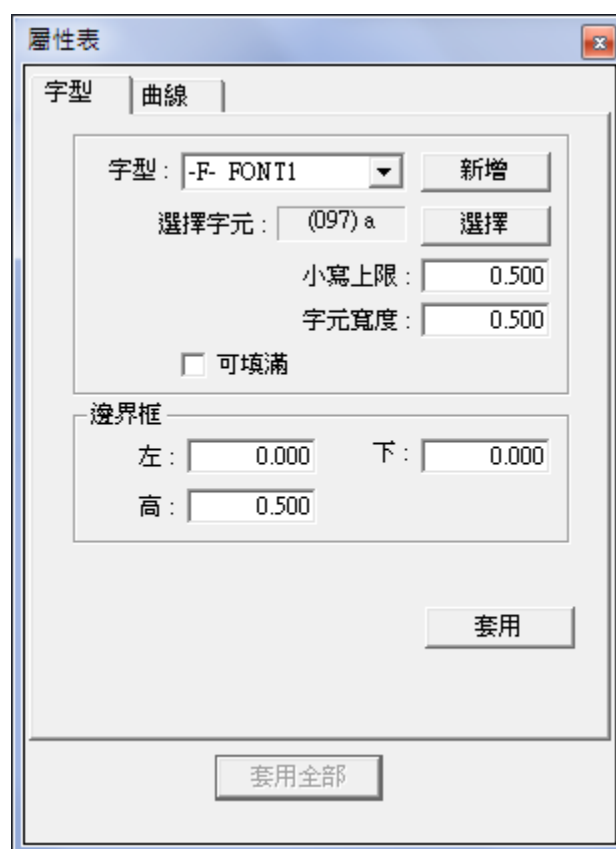 屬性表
字型 曲線
字型 : -F- FONT1 新增
選擇字元 : (097) a 選擇
小寫上限 : 0.500
字元寬度 : 0.500
可填滿
邊界框
左 : 0.000 下 : 0.000
高 : 0.500
套用
套用全部